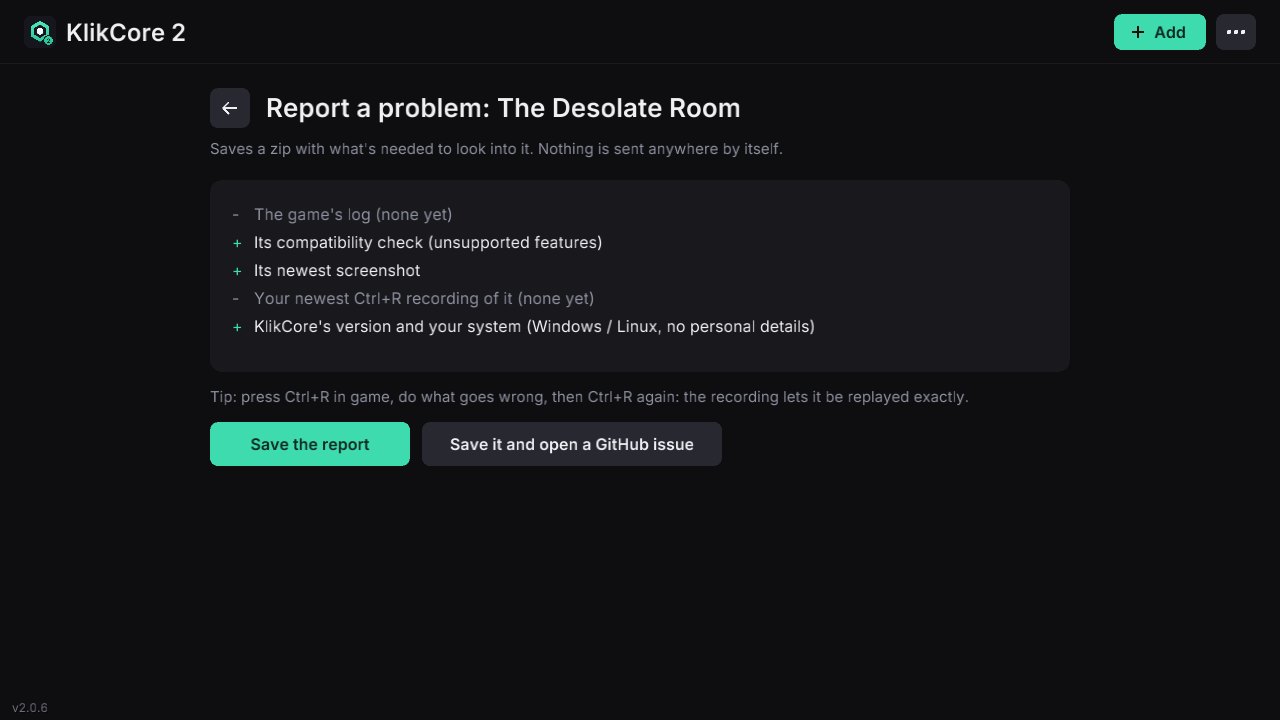 KlikCore 2
+ Add
Report a problem: The Desolate Room
Saves a zip with what's needed to look into it. Nothing is sent anywhere by itself.
- The game's log (none yet)
+ Its compatibility check (unsupported features)
+ Its newest screenshot
- Your newest Ctrl+R recording of it (none yet)
+ KlikCore's version and your system (Windows / Linux, no personal details)
Tip: press Ctrl+R in game, do what goes wrong, then Ctrl+R again: the recording lets it be replayed exactly.
Save the report
Save it and open a GitHub issue
v2.0.6